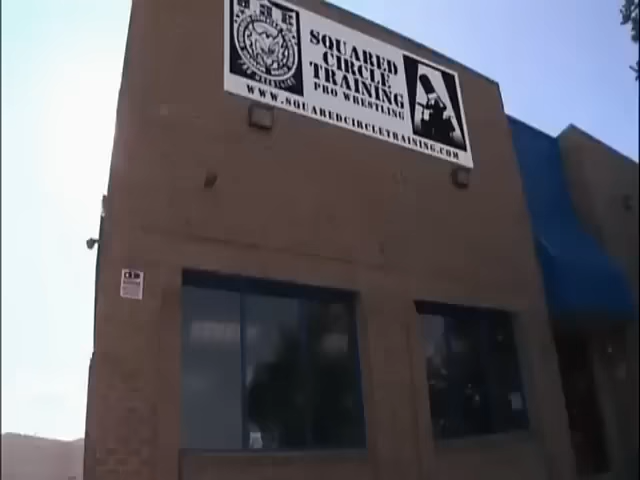 SQUARED
CIRCLE
TRAINING
PRO WRESTLING
WWW.SQUAREDCIRCLETRAINING.COM